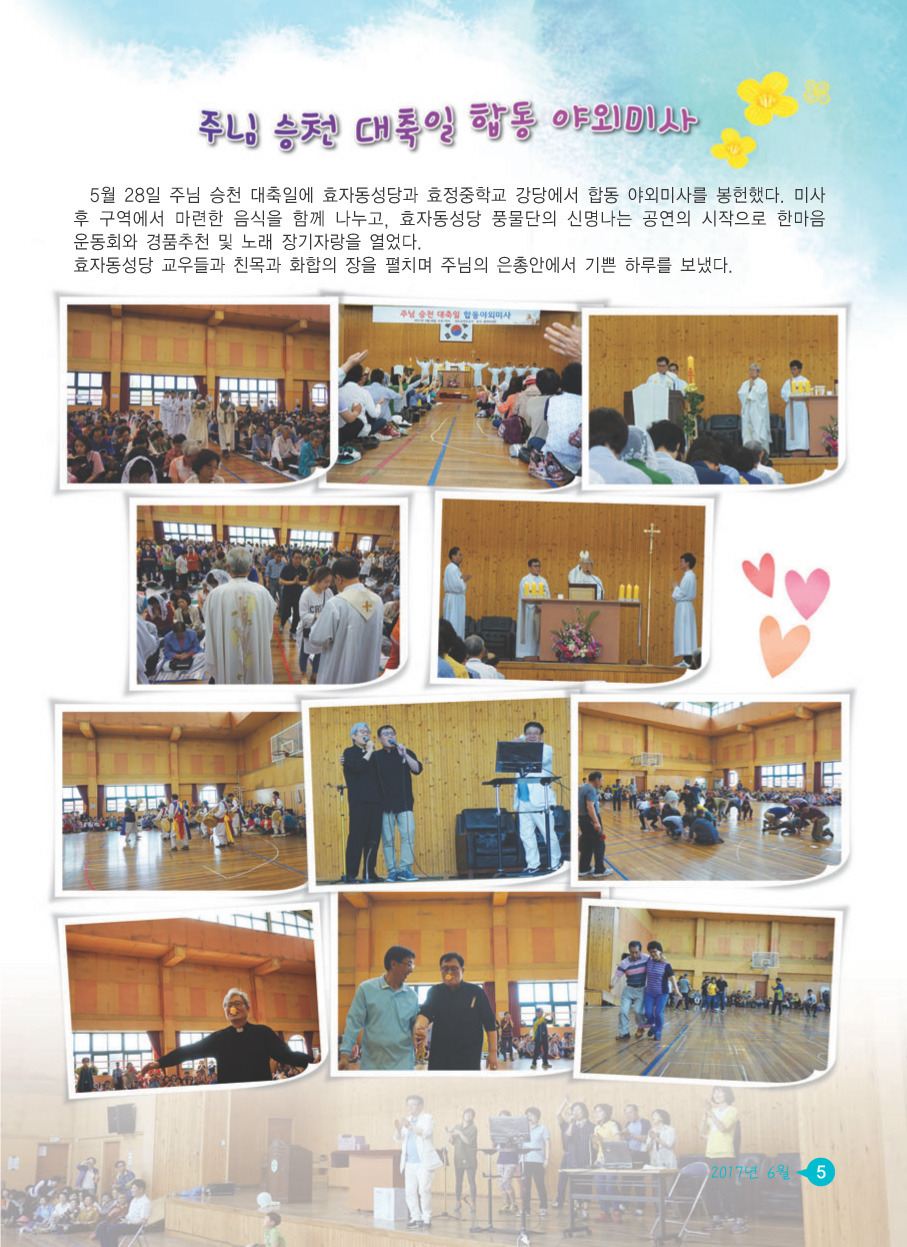 주님 승천 대축일 합동 야외미사
5월 28일 주님 승천 대축일에 효자동성당과 효정중학교 강당에서 합동 야외미사를 봉헌했다. 미사
후 구역에서 마련한 음식을 함께 나누고, 효자동성당 풍물단의 신명나는 공연의 시작으로 한마음
운동회와 경품추천 및 노래 장기자랑을 열었다.
효자동성당 교우들과 친목과 화합의 장을 펼치며 주님의 은총안에서 기쁜 하루를 보냈다.
주님 승천 대축일 합동야외미사
2017년 6월 5